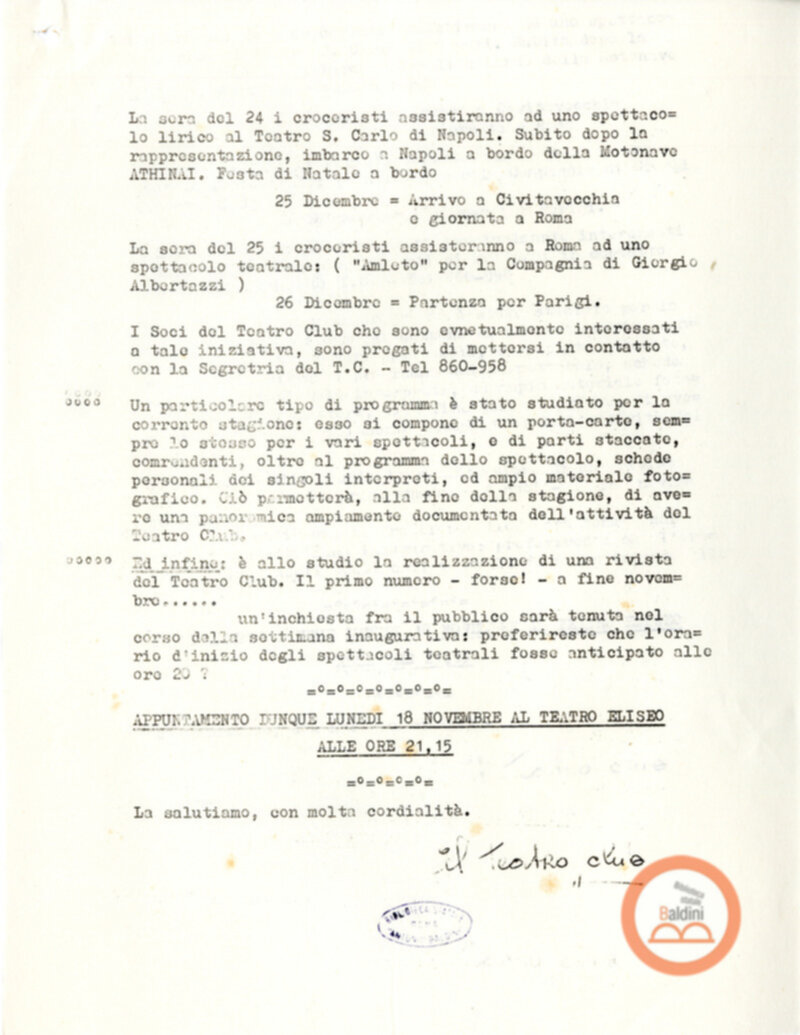 La sera del 24 i croceristi assistiranno ad uno spettaco=
lo lirico al Teatro S. Carlo di Napoli. Subito dopo la
rappresentazione, imbarco a Napoli a bordo della Motonave
ATHINAI. Festa di Natale a bordo
25 Dicembre = Arrivo a Civitavecchia
e giornata a Roma
La sera del 25 i croceristi assisteranno a Roma ad uno
spettacolo teatrale: ( "Amleto" per la Compagnia di Giorgio
Albertazzi )
26 Dicembre = Partenza per Parigi.
I Soci del Teatro Club che sono evnetualmente interessati
a tale iniziativa, sono pregati di mettersi in contatto
con la Segretria del T.C. - Tel 860-958
oooo Un particolare tipo di programma è stato studiato per la
corrente stagione: esso si compone di un porta-carte, sem=
pre lo stesso per i vari spettacoli, e di parti staccate,
comrendenti, oltre al programma dello spettacolo, schede
personali dei singoli interpreti, ed ampio materiale foto=
grafico. Ciò permetterà, alla fine della stagione, di ave=
re una panoramica ampiamente documentata dell'attività del
Teatro Club.
ooooo Ed infine: è allo studio la realizzazione di una rivista
del Teatro Club. Il primo numero - forse! - a fine novem=
bre......
un'inchiesta fra il pubblico sarà tenuta nel
corso dalla settimana inaugurativa: preferireste che l'ora=
rio d'inizio degli spettacoli teatrali fosse anticipato alle
ore 20 ?
=o=o=o=o=o=o=o=
APPUNTAMENTO DUNQUE LUNEDI 18 NOVEMBRE AL TEATRO ELISEO
ALLE ORE 21,15
=o=o=o=o=
La salutiamo, con molta cordialità.
Il Teatro Club
BIBLIOTECA
ROMA
Biblioteca
statale
Baldini